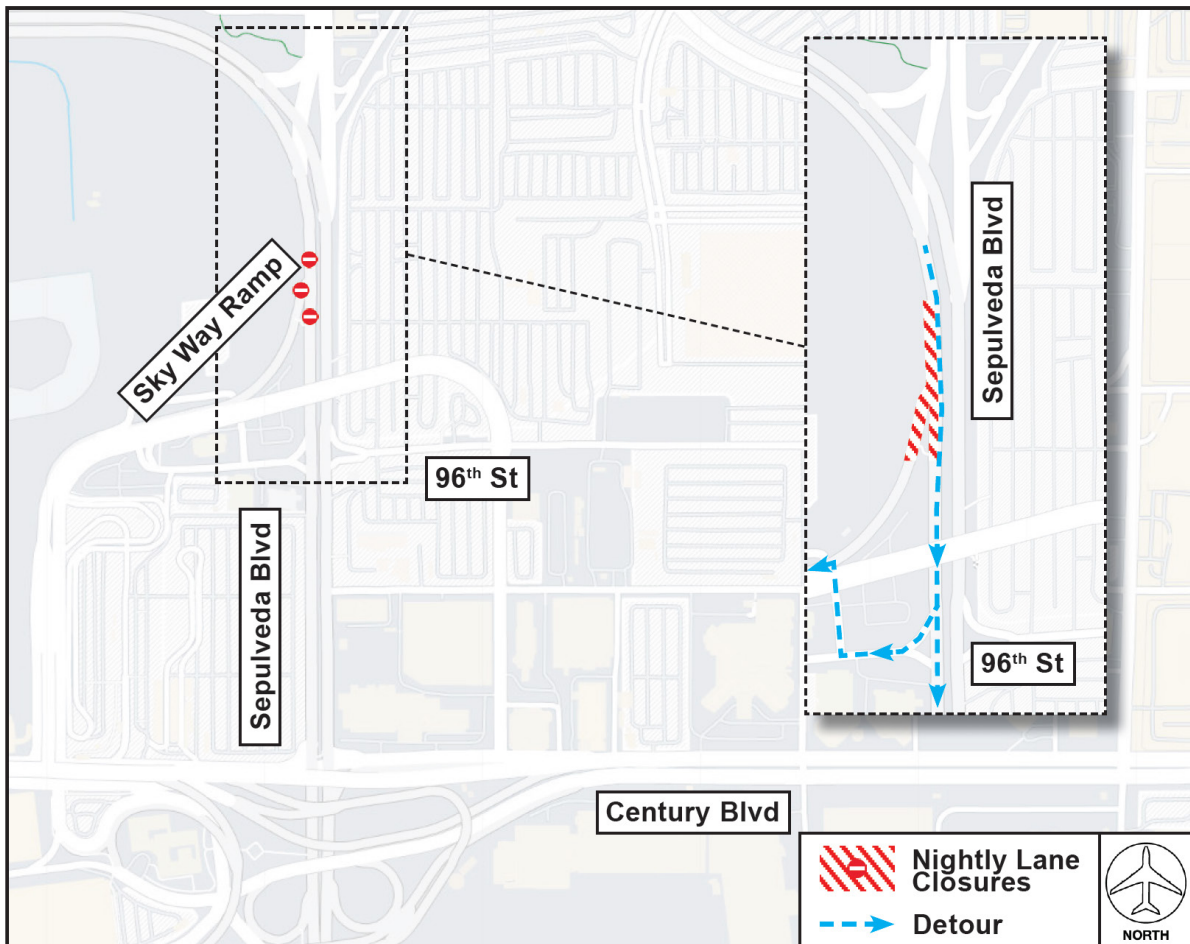 Sky Way Ramp
Sepulveda Blvd
96th St
Sepulveda Blvd
96th St
Century Blvd
Nightly Lane
Closures
Detour
NORTH